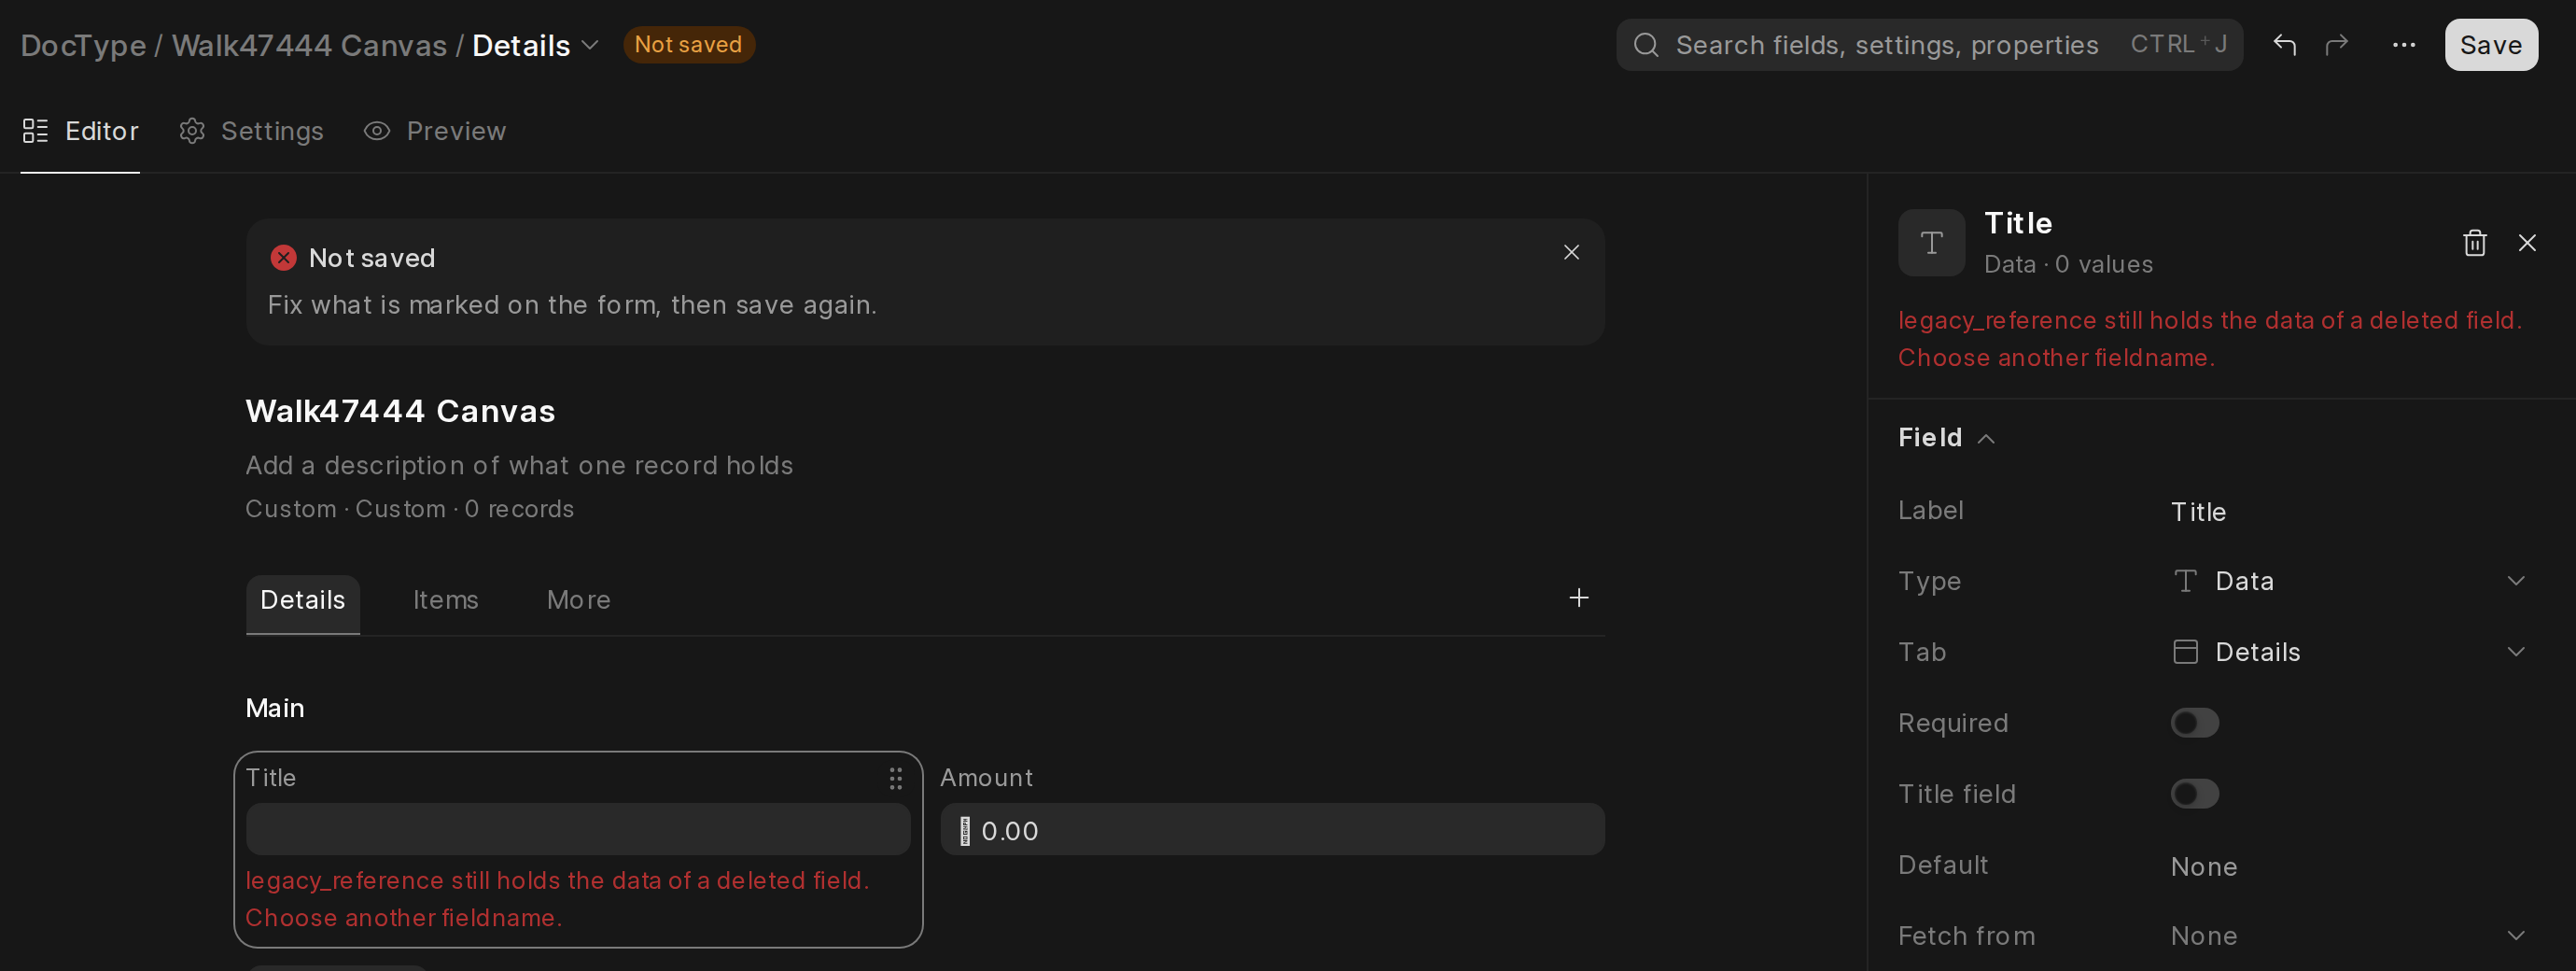 DocType / Walk47444 Canvas / Details Not saved
Search fields, settings, properties CTRL+J
Save
Editor Settings Preview
Not saved
Fix what is marked on the form, then save again.
Walk47444 Canvas
Add a description of what one record holds
Custom · Custom · 0 records
Details Items More
Main
Title
legacy_reference still holds the data of a deleted field.
Choose another fieldname.
Amount
0.00
Title
Data · 0 values
legacy_reference still holds the data of a deleted field.
Choose another fieldname.
Field
Label Title
Type Data
Tab Details
Required
Title field
Default None
Fetch from None